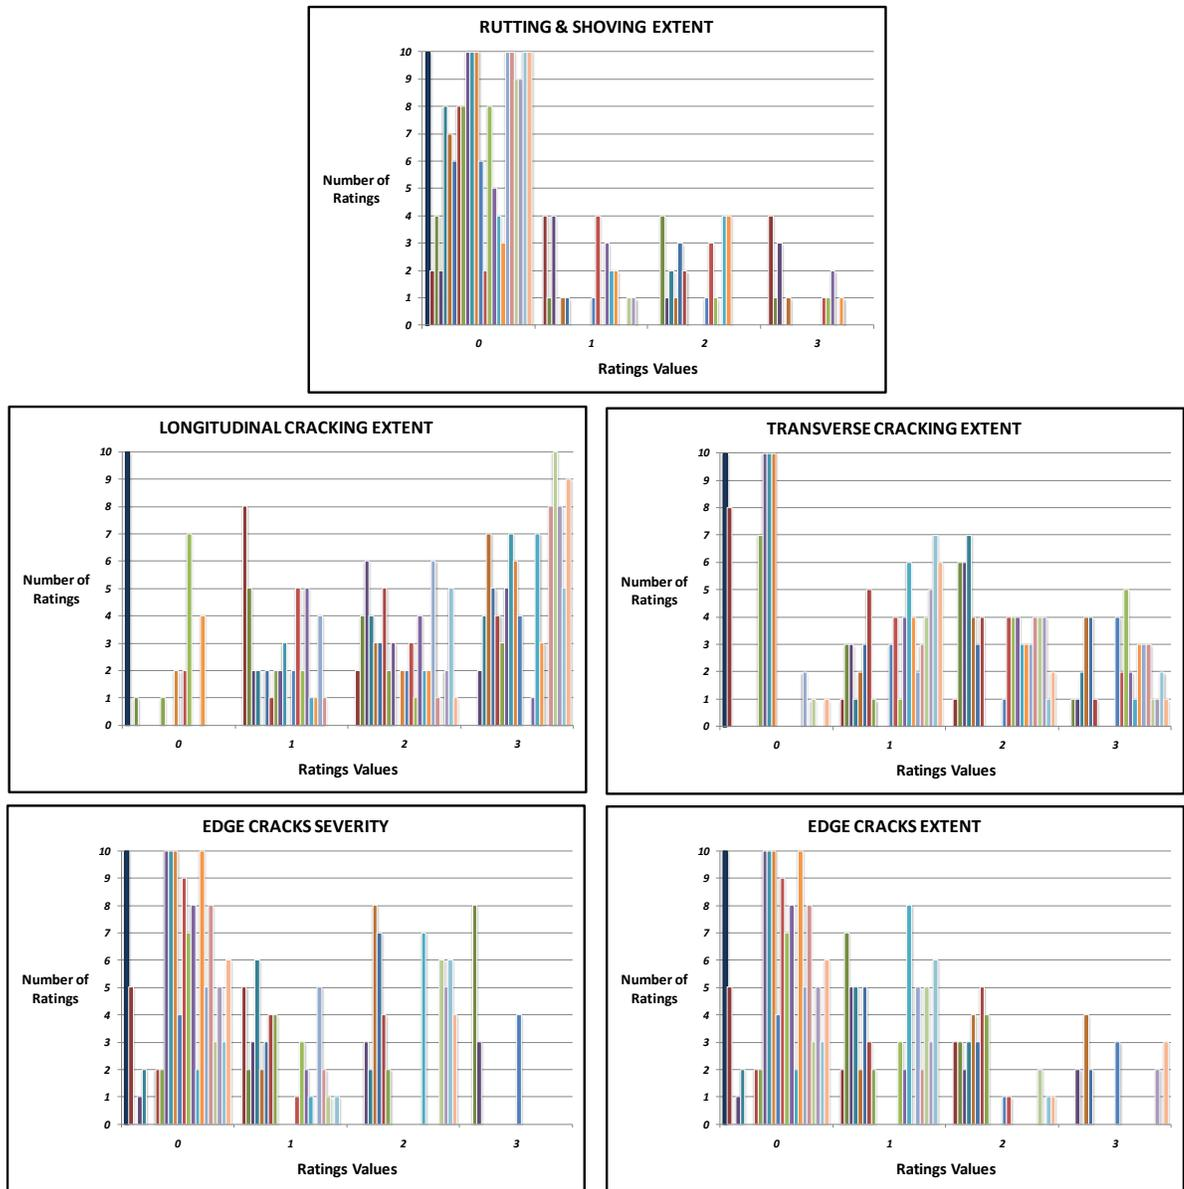 RUTTING & SHOVING EXTENT
10
9
8
7
6
5
4
3
2
1
0
Number of
Ratings
0 1 2 3
Ratings Values
LONGITUDINAL CRACKING EXTENT
10
9
8
7
6
5
4
3
2
1
0
Number of
Ratings
0 1 2 3
Ratings Values
TRANSVERSE CRACKING EXTENT
10
9
8
7
6
5
4
3
2
1
0
Number of
Ratings
0 1 2 3
Ratings Values
EDGE CRACKS SEVERITY
10
9
8
7
6
5
4
3
2
1
0
Number of
Ratings
0 1 2 3
Ratings Values
EDGE CRACKS EXTENT
10
9
8
7
6
5
4
3
2
1
0
Number of
Ratings
0 1 2 3
Ratings Values